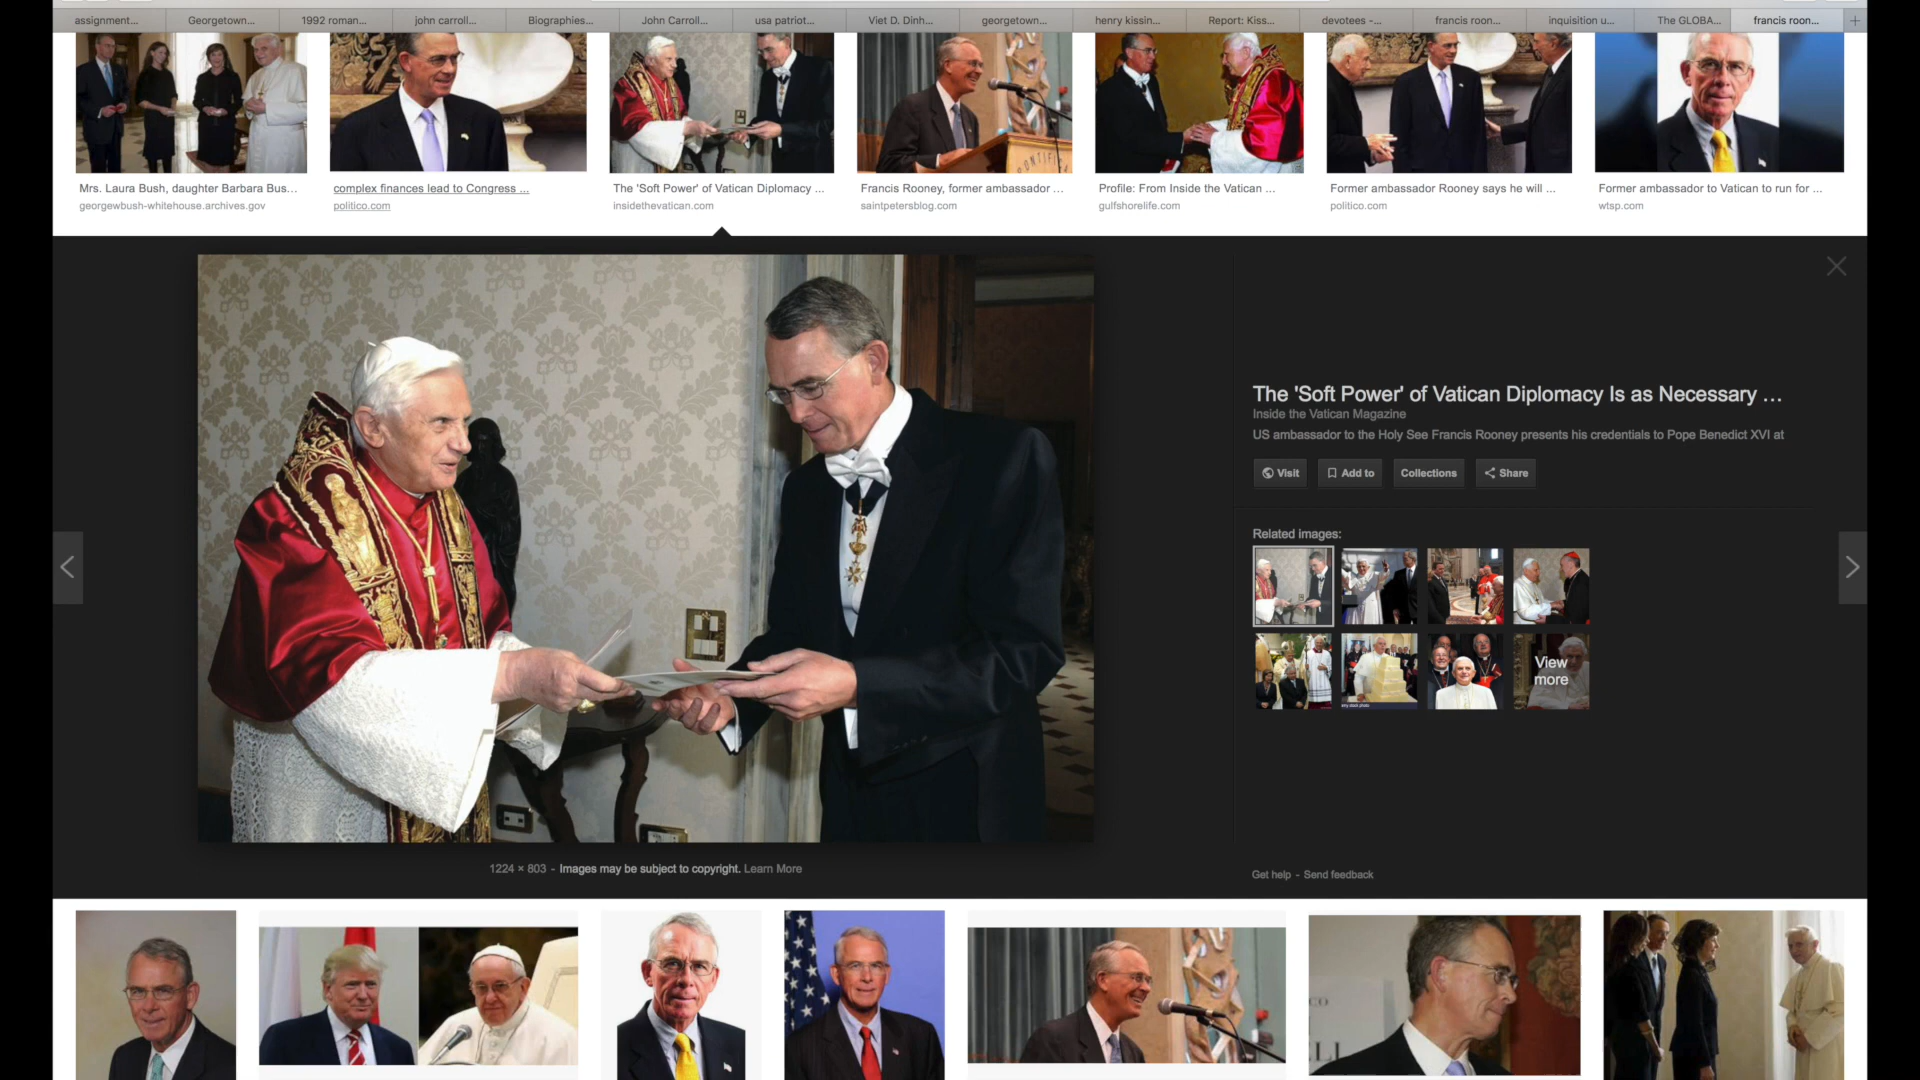 assignment... Georgetown... 1992 roman... john carroll... Biographies... John Carroll... usa patriot... Viet D. Dinh... georgetown... henry kissin... Report: Kiss... devotees -... francis roon... inquisition u... The GLOBA... francis roon... +
Mrs. Laura Bush, daughter Barbara Bus...
georgewbush-whitehouse.archives.gov
complex finances lead to Congress ...
politico.com
The 'Soft Power' of Vatican Diplomacy ...
insidethevatican.com
Francis Rooney, former ambassador ...
saintpetersblog.com
Profile: From Inside the Vatican ...
gulfshorelife.com
Former ambassador Rooney says he will ...
politico.com
Former ambassador to Vatican to run for ...
wtsp.com
The 'Soft Power' of Vatican Diplomacy Is as Necessary ...
Inside the Vatican Magazine
US ambassador to the Holy See Francis Rooney presents his credentials to Pope Benedict XVI at
Visit Add to Collections Share
Related images:
View
more
1224 × 803 - Images may be subject to copyright. Learn More
Get help - Send feedback